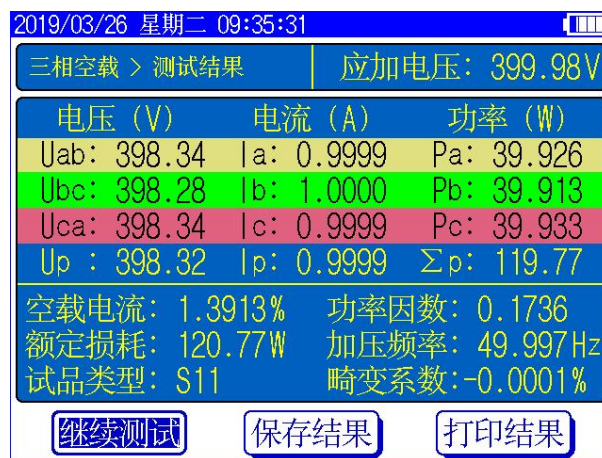 2019/03/26 星期二 09:35:31
三相空载 > 测试结果 应加电压: 399.98V
电压 (V) 电流 (A) 功率 (W)
Uab: 398.34 Ia: 0.9999 Pa: 39.926
Ubc: 398.28 Ib: 1.0000 Pb: 39.913
Uca: 398.34 Ic: 0.9999 Pc: 39.933
Up : 398.32 Ip: 0.9999 Σp: 119.77
空载电流: 1.3913% 功率因数: 0.1736
额定损耗: 120.77W 加压频率: 49.997Hz
试品类型: S11 畸变系数:-0.0001%
继续测试 保存结果 打印结果